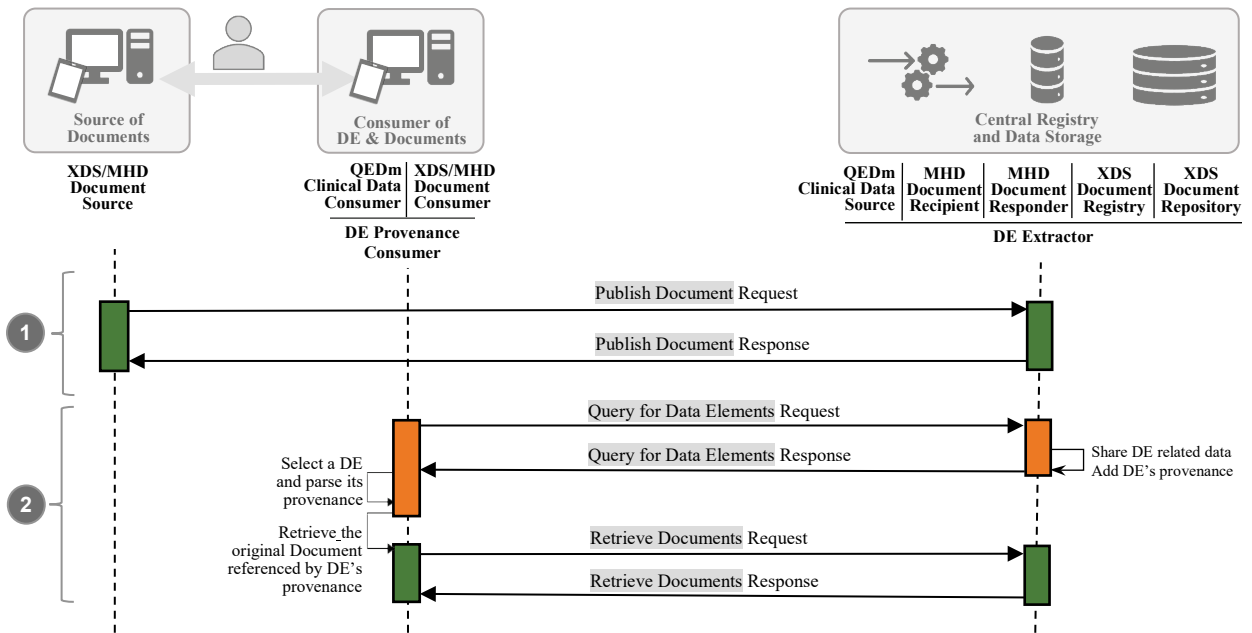 Source of
Documents
Consumer of
DE & Documents
Central Registry
and Data Storage
XDS/MHD
Document
Source
QEDm
Clinical Data
Consumer
XDS/MHD
Document
Consumer
DE Provenance
Consumer
QEDm
Clinical Data
Source
MHD
Document
Recipient
MHD
Document
Responder
XDS
Document
Registry
XDS
Document
Repository
DE Extractor
1
Publish Document Request
Publish Document Response
2
Query for Data Elements Request
Query for Data Elements Response
Share DE related data
Add DE's provenance
Select a DE
and parse its
provenance
Retrieve the
original Document
referenced by DE's
provenance
Retrieve Documents Request
Retrieve Documents Response